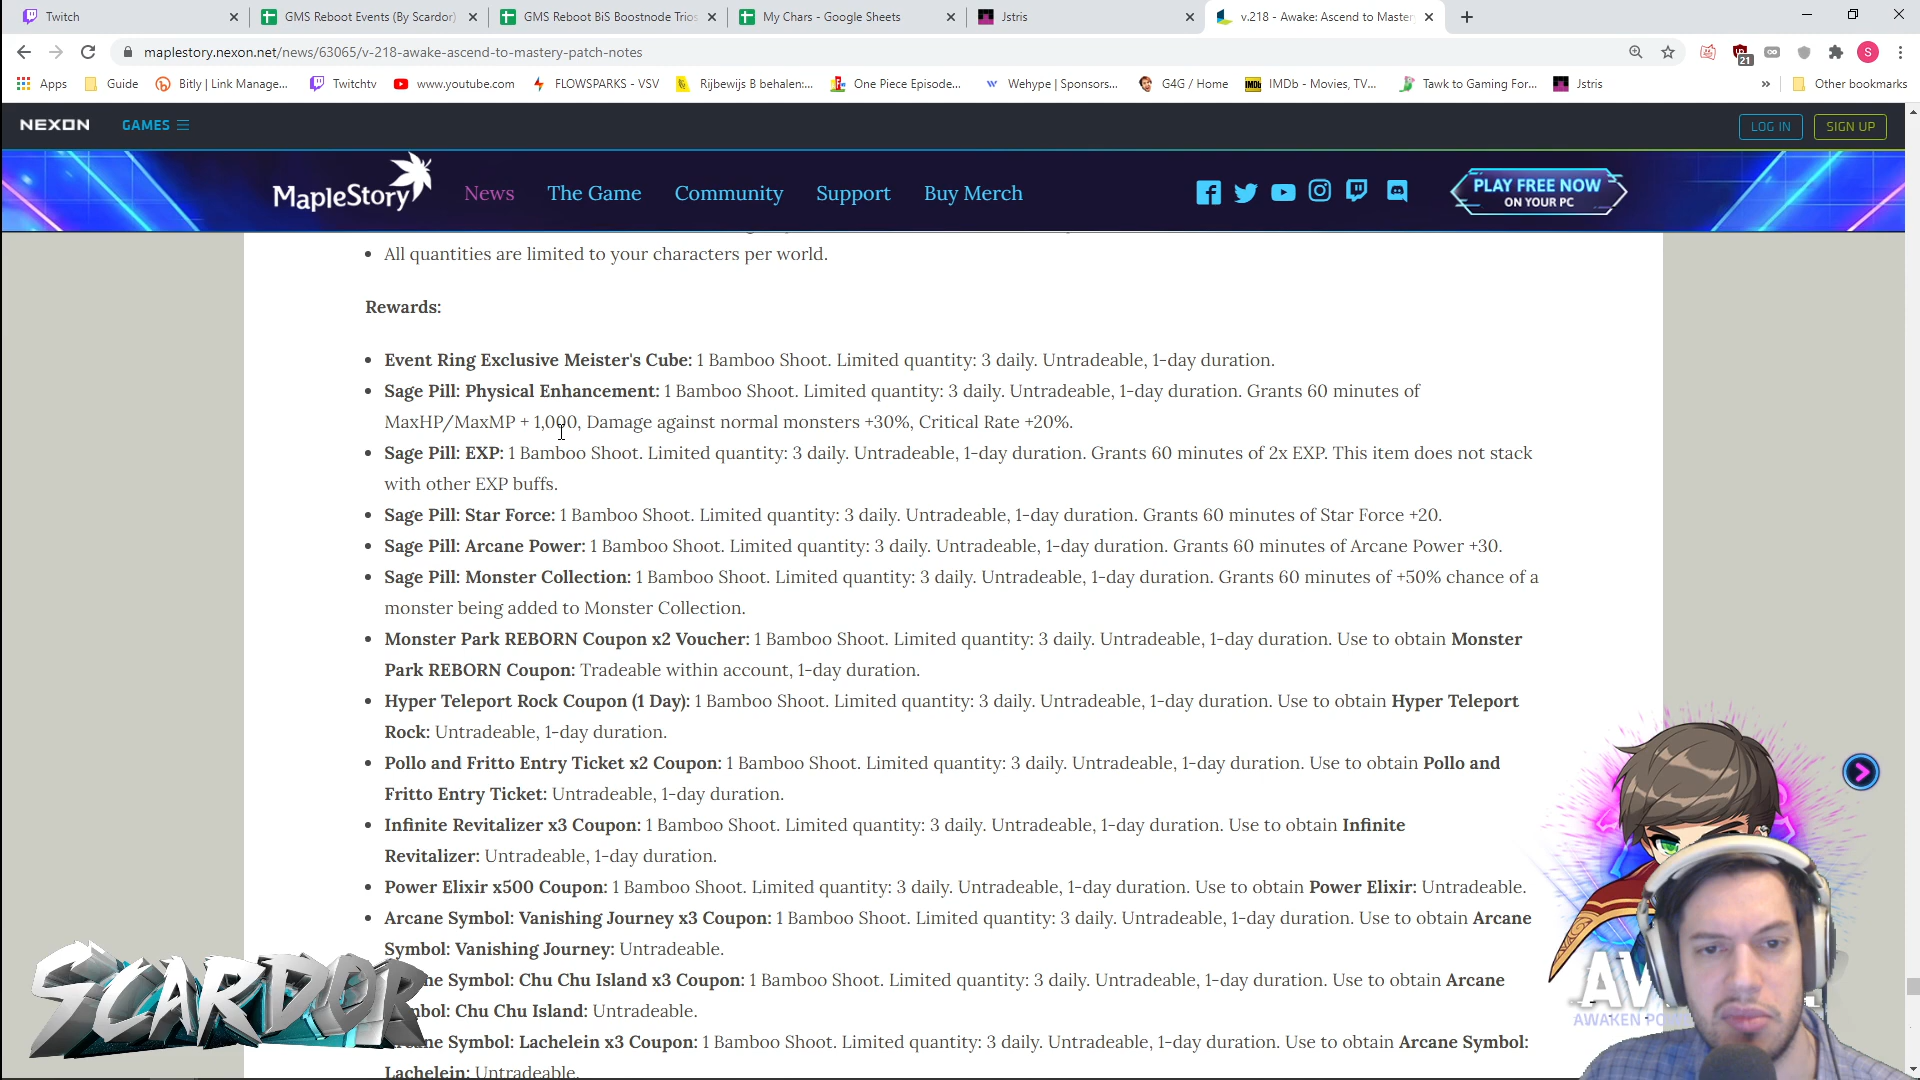 Twitch
GMS Reboot Events (By Scardor)
GMS Reboot BiS Boostnode Trios
My Chars - Google Sheets
Jstris
v.218 - Awake: Ascend to Master
maplestory.nexon.net/news/63065/v-218-awake-ascend-to-mastery-patch-notes
21
S
Apps
Guide
Bitly | Link Manage...
Twitchtv
www.youtube.com
FLOWSPARKS - VSV
Rijbewijs B behalen:...
One Piece Episode...
Wehype | Sponsors...
G4G / Home
IMDb
IMDb - Movies, TV...
Tawk to Gaming For...
Jstris
»
Other bookmarks
NEXON
GAMES
LOG IN
SIGN UP
MapleStory
News
The Game
Community
Support
Buy Merch
PLAY FREE NOW
ON YOUR PC
• All quantities are limited to your characters per world.
Rewards:
• Event Ring Exclusive Meister's Cube: 1 Bamboo Shoot. Limited quantity: 3 daily. Untradeable, 1-day duration.
• Sage Pill: Physical Enhancement: 1 Bamboo Shoot. Limited quantity: 3 daily. Untradeable, 1-day duration. Grants 60 minutes of
MaxHP/MaxMP + 1,000, Damage against normal monsters +30%, Critical Rate +20%.
• Sage Pill: EXP: 1 Bamboo Shoot. Limited quantity: 3 daily. Untradeable, 1-day duration. Grants 60 minutes of 2x EXP. This item does not stack
with other EXP buffs.
• Sage Pill: Star Force: 1 Bamboo Shoot. Limited quantity: 3 daily. Untradeable, 1-day duration. Grants 60 minutes of Star Force +20.
• Sage Pill: Arcane Power: 1 Bamboo Shoot. Limited quantity: 3 daily. Untradeable, 1-day duration. Grants 60 minutes of Arcane Power +30.
• Sage Pill: Monster Collection: 1 Bamboo Shoot. Limited quantity: 3 daily. Untradeable, 1-day duration. Grants 60 minutes of +50% chance of a
monster being added to Monster Collection.
• Monster Park REBORN Coupon x2 Voucher: 1 Bamboo Shoot. Limited quantity: 3 daily. Untradeable, 1-day duration. Use to obtain Monster
Park REBORN Coupon: Tradeable within account, 1-day duration.
• Hyper Teleport Rock Coupon (1 Day): 1 Bamboo Shoot. Limited quantity: 3 daily. Untradeable, 1-day duration. Use to obtain Hyper Teleport
Rock: Untradeable, 1-day duration.
• Pollo and Fritto Entry Ticket x2 Coupon: 1 Bamboo Shoot. Limited quantity: 3 daily. Untradeable, 1-day duration. Use to obtain Pollo and
Fritto Entry Ticket: Untradeable, 1-day duration.
• Infinite Revitalizer x3 Coupon: 1 Bamboo Shoot. Limited quantity: 3 daily. Untradeable, 1-day duration. Use to obtain Infinite
Revitalizer: Untradeable, 1-day duration.
• Power Elixir x500 Coupon: 1 Bamboo Shoot. Limited quantity: 3 daily. Untradeable, 1-day duration. Use to obtain Power Elixir: Untradeable.
• Arcane Symbol: Vanishing Journey x3 Coupon: 1 Bamboo Shoot. Limited quantity: 3 daily. Untradeable, 1-day duration. Use to obtain Arcane
Symbol: Vanishing Journey: Untradeable.
ne Symbol: Chu Chu Island x3 Coupon: 1 Bamboo Shoot. Limited quantity: 3 daily. Untradeable, 1-day duration. Use to obtain Arcane
bol: Chu Chu Island: Untradeable.
ne Symbol: Lachelein x3 Coupon: 1 Bamboo Shoot. Limited quantity: 3 daily. Untradeable, 1-day duration. Use to obtain Arcane Symbol:
Lachelein: Untradeable.
SCARDOR
AW
AWAKEN PO